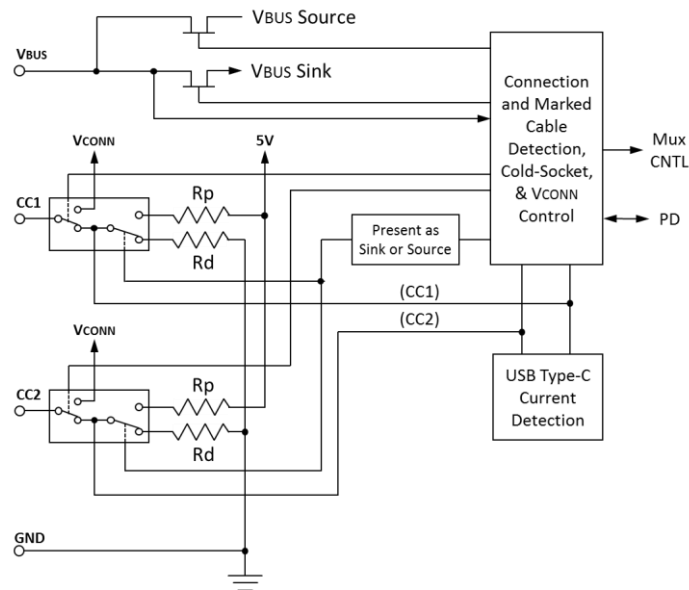 VBUS Source
VBUS
VBUS Sink
Connection
and Marked
Cable
Detection,
Cold-Socket,
& VCONN
Control
Mux
CNTL
PD
VCONN
5V
CC1
Rp
Rd
Present as
Sink or Source
(CC1)
(CC2)
VCONN
CC2
Rp
Rd
USB Type-C
Current
Detection
GND